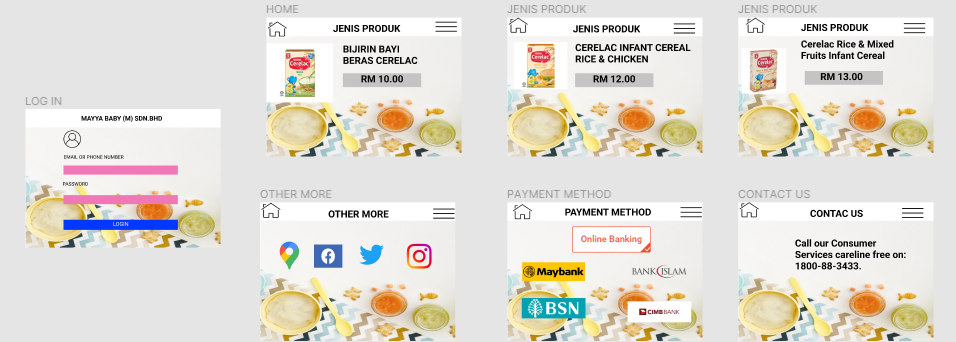 HOME
JENIS PRODUK
BIJIRIN BAYI
BERAS CERELAC
RM 10.00
Cerelac
JENIS PRODUK
JENIS PRODUK
CERELAC INFANT CEREAL
RICE & CHICKEN
RM 12.00
Cerelac
JENIS PRODUK
JENIS PRODUK
Cerelac Rice & Mixed
Fruits Infant Cereal
RM 13.00
Cerelac
LOG IN
MAYYA BABY (M) SDN.BHD
EMAIL OR PHONE NUMBER
PASSWORD
LOGIN
OTHER MORE
OTHER MORE
PAYMENT METHOD
PAYMENT METHOD
Online Banking
Maybank
BANK ISLAM
BSN
CIMB BANK
CONTACT US
CONTAC US
Call our Consumer
Services careline free on:
1800-88-3433.